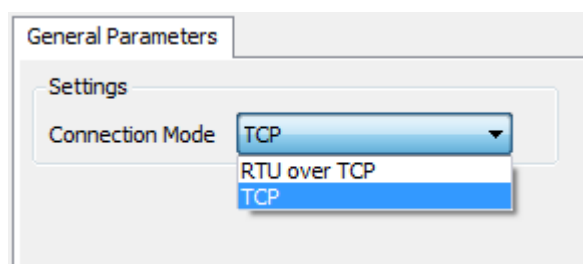 General Parameters
Settings
Connection Mode TCP
RTU over TCP
TCP